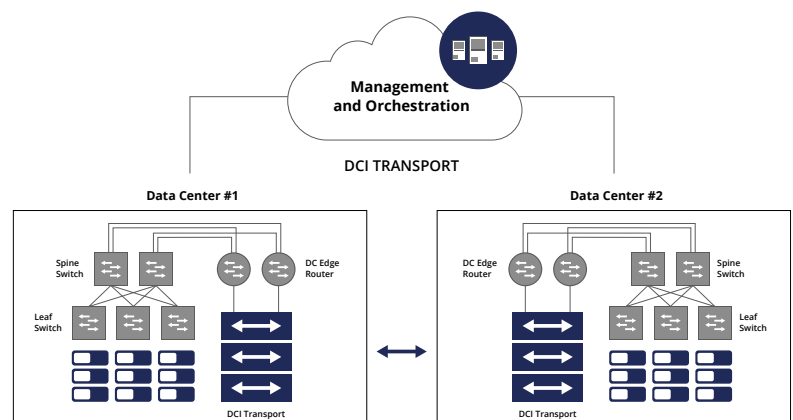 Management
and Orchestration
DCI TRANSPORT
Data Center #1
Data Center #2
Spine
Switch
DC Edge
Router
Leaf
Switch
DCI Transport
DC Edge
Router
Spine
Switch
Leaf
Switch
DCI Transport